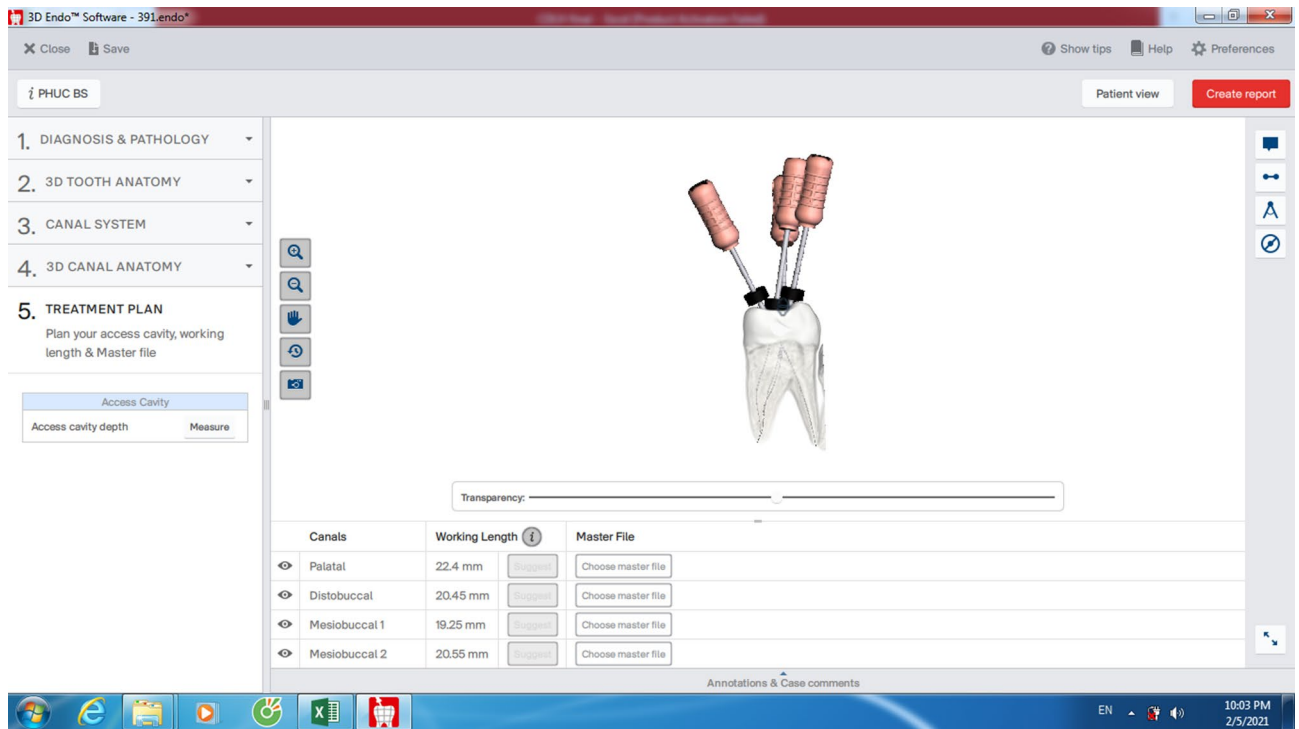 3D Endo™ Software - 391.endo*
Close Save Show tips Help Preferences
i PHUC BS Patient view Create report
1. DIAGNOSIS & PATHOLOGY
2. 3D TOOTH ANATOMY
3. CANAL SYSTEM
4. 3D CANAL ANATOMY
5. TREATMENT PLAN
Plan your access cavity, working
length & Master file
Access Cavity
Access cavity depth Measure
Transparency:
Canals Working Length i Master File
Palatal 22.4 mm Suggest Choose master file
Distobuccal 20.45 mm Suggest Choose master file
Mesiobuccal 1 19.25 mm Suggest Choose master file
Mesiobuccal 2 20.55 mm Suggest Choose master file
Annotations & Case comments
EN 10:03 PM
2/5/2021